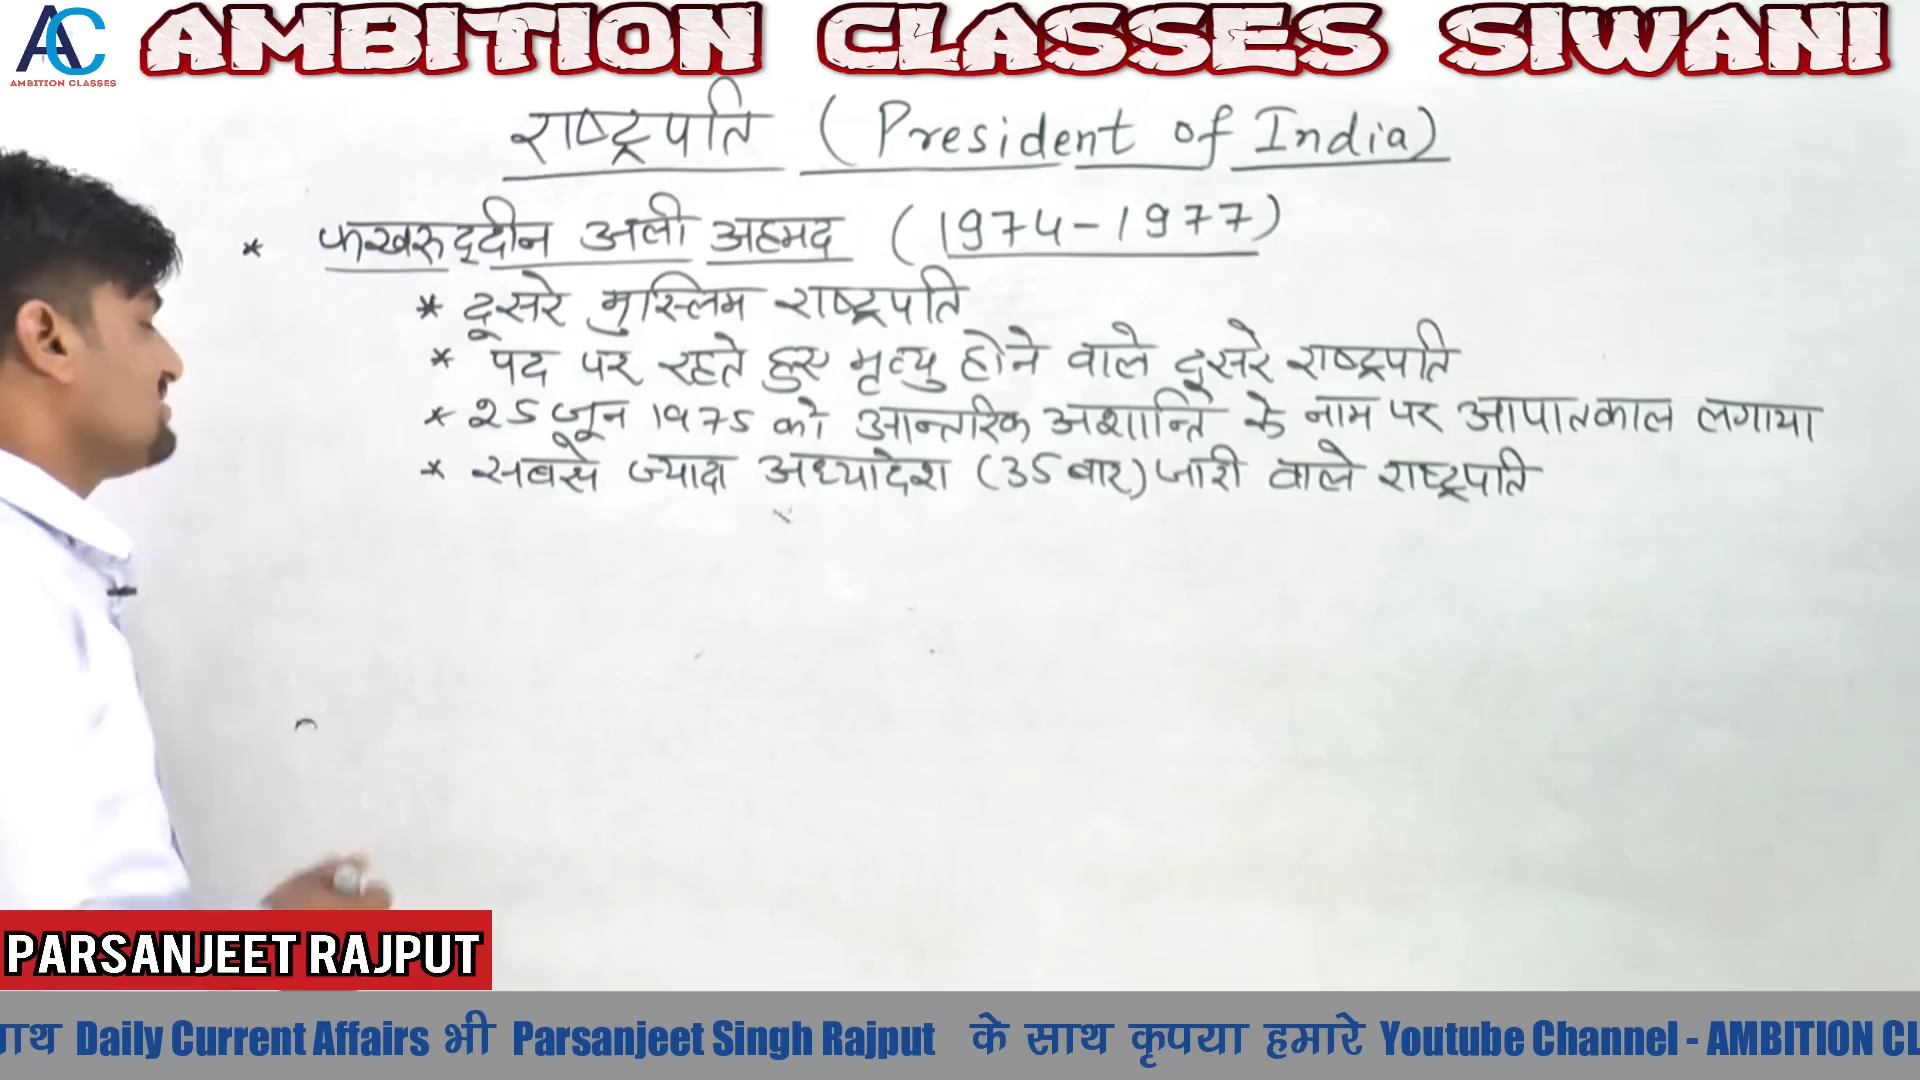 AC
AMBITION CLASSES
AMBITION CLASSES SIWANI
राष्ट्रपति ( President of India)
* फखरुद्दीन अली अहमद (1974-1977)
* दूसरे मुस्लिम राष्ट्रपति
* पद पर रहते हुए मृत्यु होने वाले दूसरे राष्ट्रपति
* 25 जून 1975 को आन्तरिक अशान्ति के नाम पर आपातकाल लगाया
* सबसे ज्यादा अध्यादेश (35 बार) जारी वाले राष्ट्रपति
PARSANJEET RAJPUT
Daily Current Affairs भी Parsanjeet Singh Rajput के साथ कृपया हमारे Youtube Channel - AMBITION CL